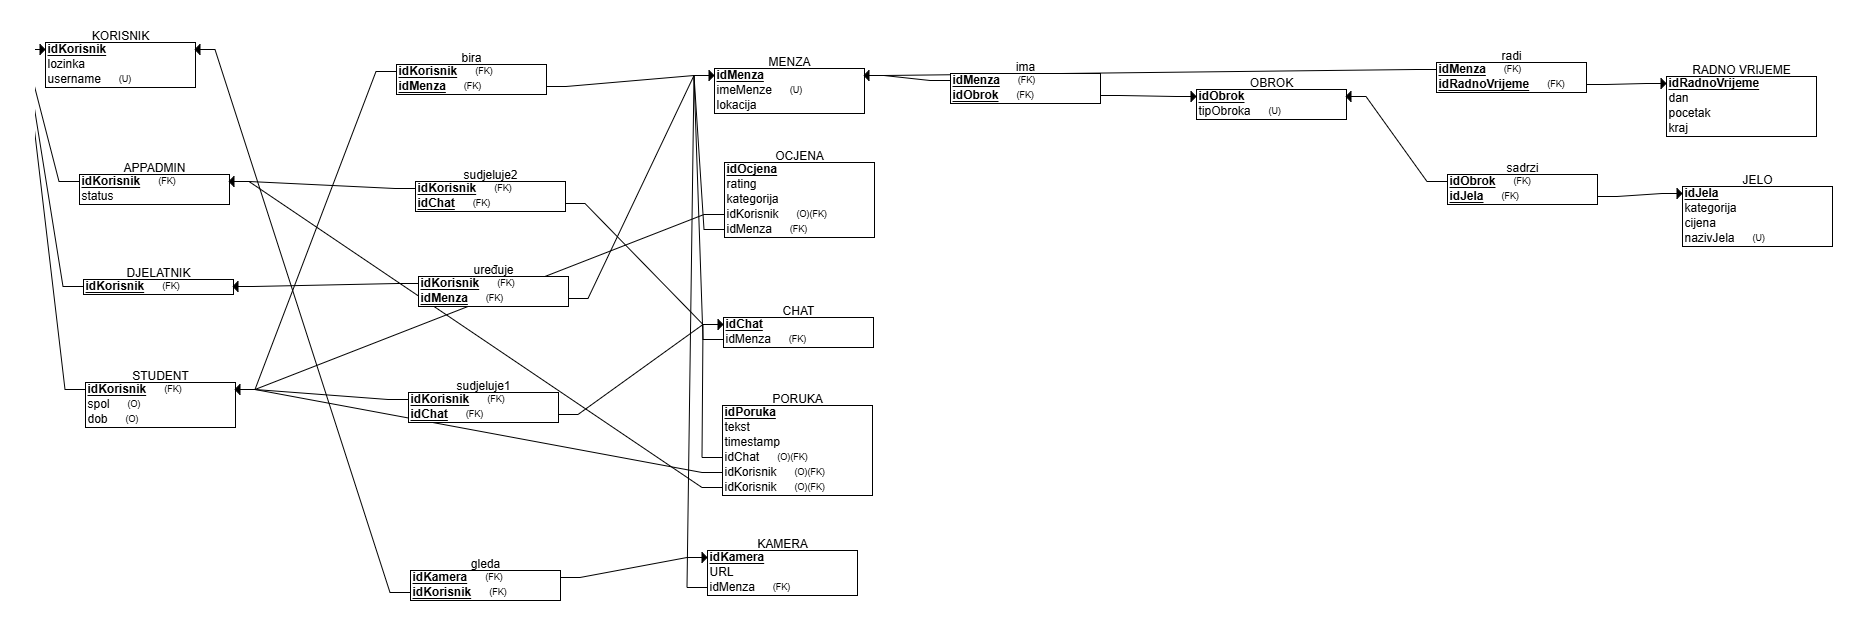 KORISNIK
idKorisnik
lozinka
username (U)
APPADMIN
idKorisnik (FK)
status
DJELATNIK
idKorisnik (FK)
STUDENT
idKorisnik (FK)
spol (O)
dob (O)
bira
idKorisnik (FK)
idMenza (FK)
sudjeluje2
idKorisnik (FK)
idChat (FK)
uređuje
idKorisnik (FK)
idMenza (FK)
sudjeluje1
idKorisnik (FK)
idChat (FK)
gleda
idKamera (FK)
idKorisnik (FK)
MENZA
idMenza
imeMenze (U)
lokacija
OCJENA
idOcjena
rating
kategorija
idKorisnik (O)(FK)
idMenza (FK)
CHAT
idChat
idMenza (FK)
PORUKA
idPoruka
tekst
timestamp
idChat (O)(FK)
idKorisnik (O)(FK)
idKorisnik (O)(FK)
KAMERA
idKamera
URL
idMenza (FK)
ima
idMenza (FK)
idObrok (FK)
OBROK
idObrok
tipObroka (U)
radi
idMenza (FK)
idRadnoVrijeme (FK)
sadrzi
idObrok (FK)
idJela (FK)
RADNO VRIJEME
idRadnoVrijeme
dan
pocetak
kraj
JELO
idJela
kategorija
cijena
nazivJela (U)